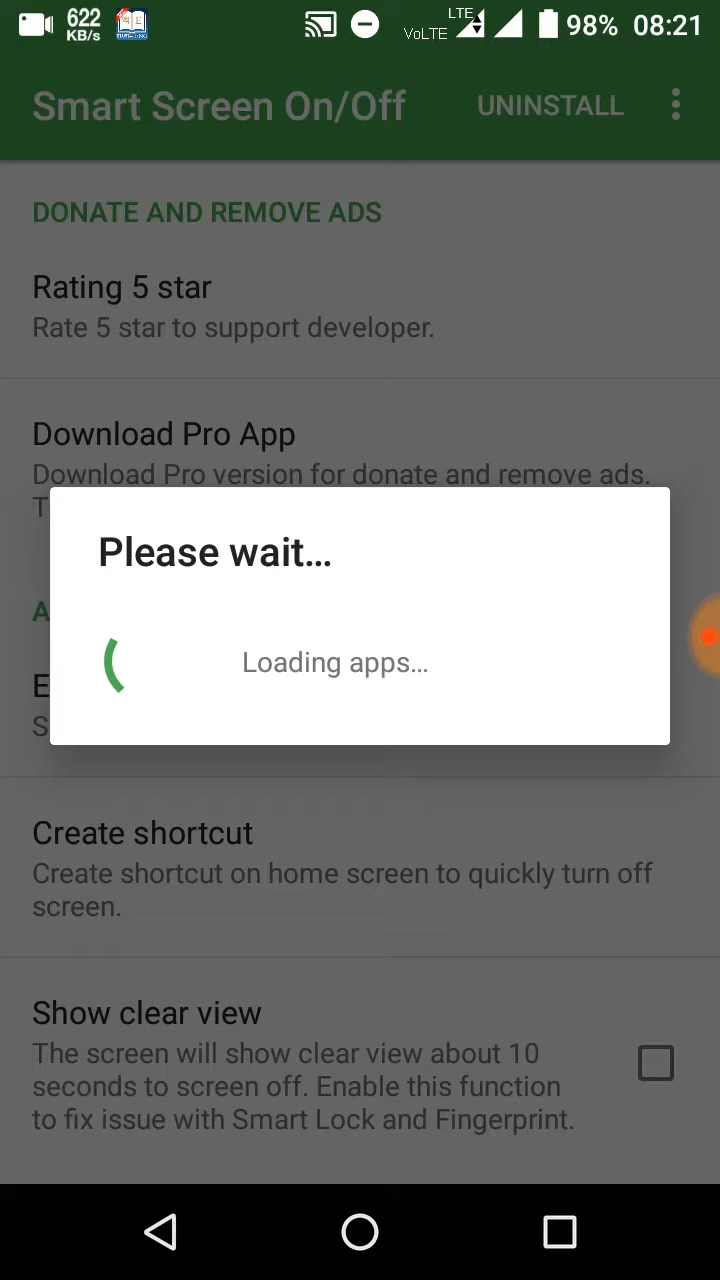 622
KB/s
VoLTE
LTE
98%
08:21
Smart Screen On/Off
UNINSTALL
DONATE AND REMOVE ADS
Rating 5 star
Rate 5 star to support developer.
Download Pro App
Download Pro version for donate and remove ads.
T
Please wait...
A
Loading apps...
E
S
Create shortcut
Create shortcut on home screen to quickly turn off
screen.
Show clear view
The screen will show clear view about 10
seconds to screen off. Enable this function
to fix issue with Smart Lock and Fingerprint.